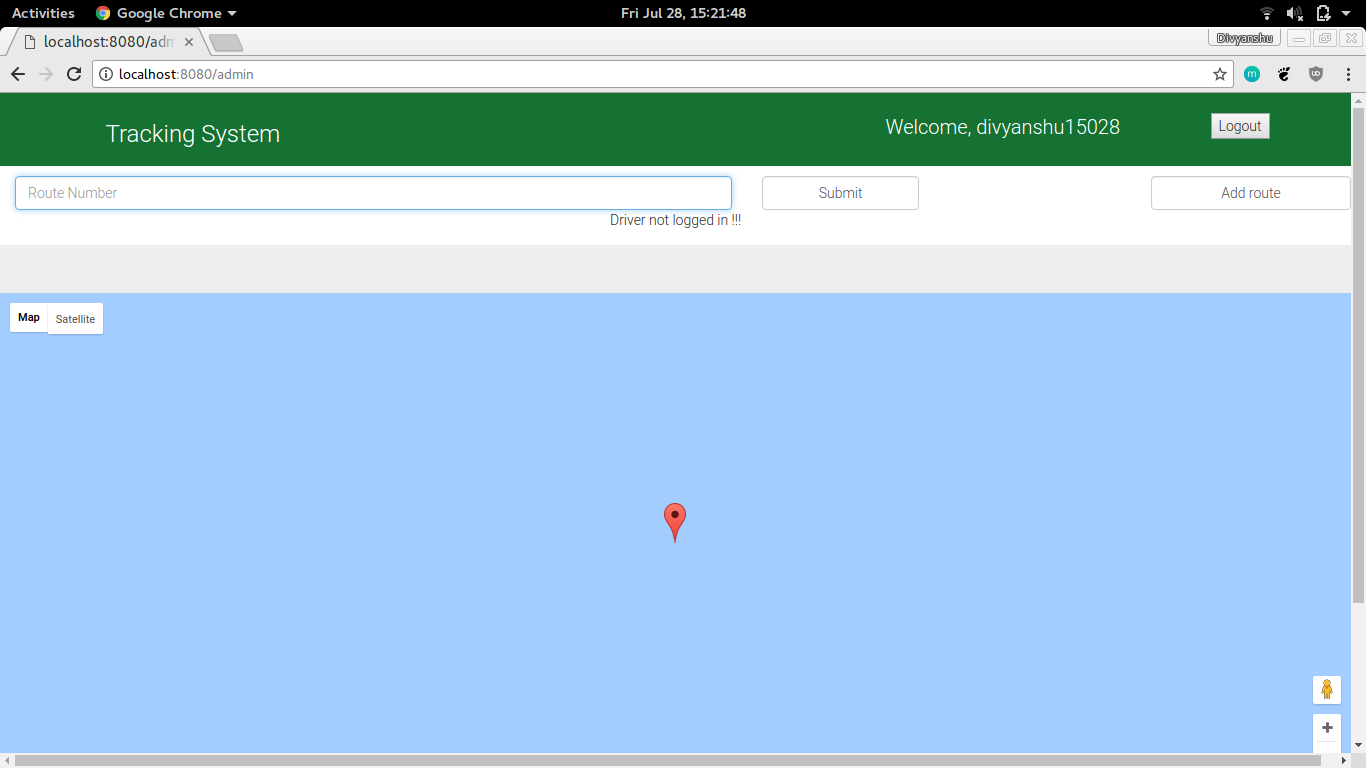 Activities Google Chrome Fri Jul 28, 15:21:48
localhost:8080/adm Divyanshu
localhost:8080/admin m
Tracking System Welcome, divyanshu15028 Logout
Route Number Submit Add route
Driver not logged in !!!
Map Satellite